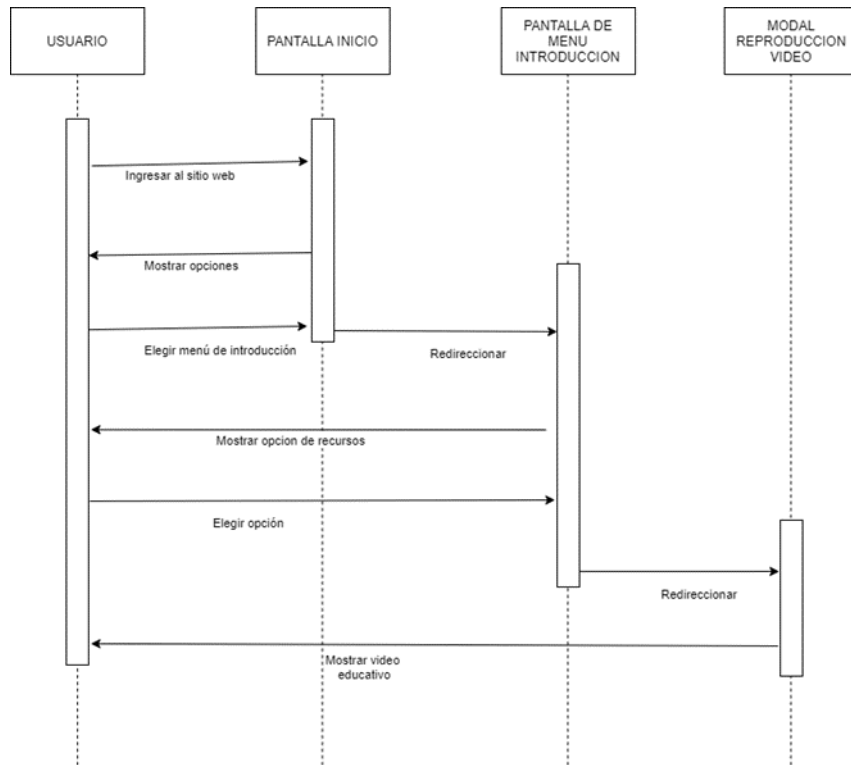 USUARIO
PANTALLA INICIO
PANTALLA DE
MENU
INTRODUCCION
MODAL
REPRODUCCION
VIDEO
Ingresar al sitio web
Mostrar opciones
Elegir menú de introducción
Redireccionar
Mostrar opcion de recursos
Elegir opción
Redireccionar
Mostrar video
educativo